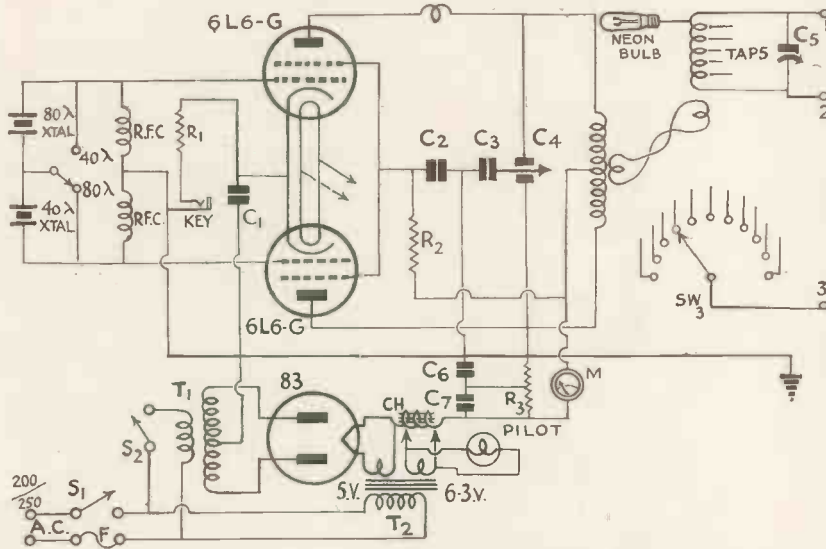 6L6-G
NEON
BULB
TAPS
C5
1
2
80λ
XTAL
40λ
R.F.C
R1
80λ
40λ
XTAL
R.F.C.
KEY
C1
C2
C3
C4
R2
6L6-G
SW3
3
T1
83
C6
C7
CH
R3
M
PILOT
S2
200
250
S1
A.C.
F
5.V.
6·3.V.
T2